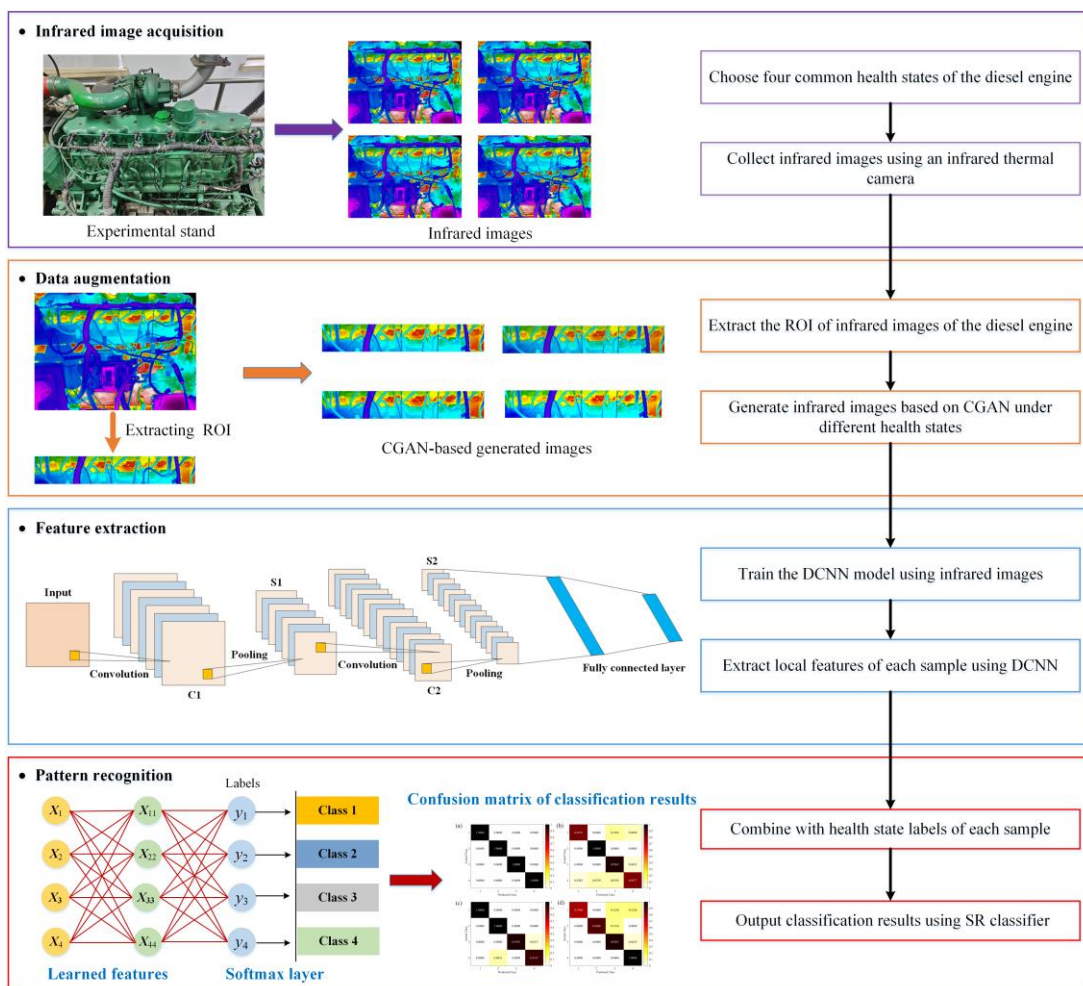 • Infrared image acquisition
Experimental stand
Infrared images
Choose four common health states of the diesel engine
Collect infrared images using an infrared thermal
camera
• Data augmentation
Extracting ROI
CGAN-based generated images
Extract the ROI of infrared images of the diesel engine
Generate infrared images based on CGAN under
different health states
• Feature extraction
Input
Convolution
C1
Pooling
S1
Convolution
C2
S2
Pooling
Fully connected layer
Train the DCNN model using infrared images
Extract local features of each sample using DCNN
• Pattern recognition
Labels
X1 X11 y1 Class 1
X2 X22 y2 Class 2
X3 X33 y3 Class 3
X4 X44 y4 Class 4
Learned features
Softmax layer
Confusion matrix of classification results
(a)
(b)
(c)
(d)
Combine with health state labels of each sample
Output classification results using SR classifier